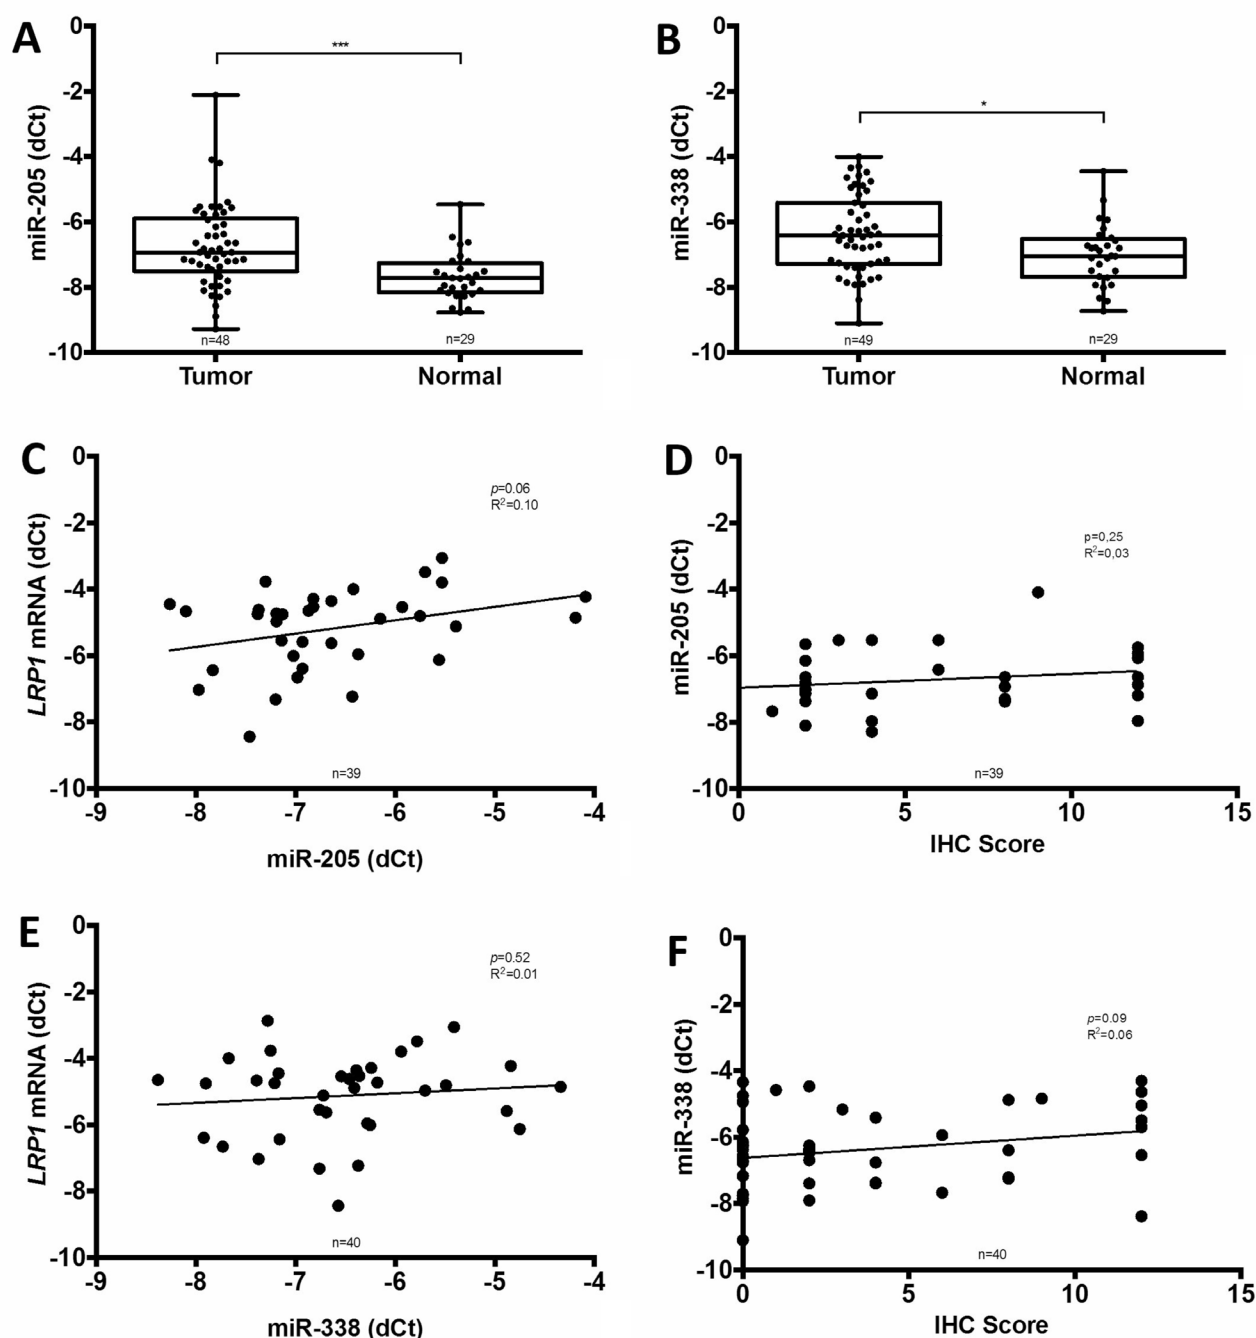 A
miR-205 (dCt)
0
-2
-4
-6
-8
-10
***
n=48
n=29
Tumor
Normal
B
miR-338 (dCt)
0
-2
-4
-6
-8
-10
*
n=49
n=29
Tumor
Normal
C
LRP1 mRNA (dCt)
0
-2
-4
-6
-8
-10
p=0.06
R²=0.10
n=39
-9
-8
-7
-6
-5
-4
miR-205 (dCt)
D
miR-205 (dCt)
0
-2
-4
-6
-8
-10
p=0,25
R²=0,03
n=39
0
5
10
15
IHC Score
E
LRP1 mRNA (dCt)
0
-2
-4
-6
-8
-10
p=0.52
R²=0.01
n=40
-9
-8
-7
-6
-5
-4
miR-338 (dCt)
F
miR-338 (dCt)
0
-2
-4
-6
-8
-10
p=0.09
R²=0.06
n=40
0
5
10
15
IHC Score